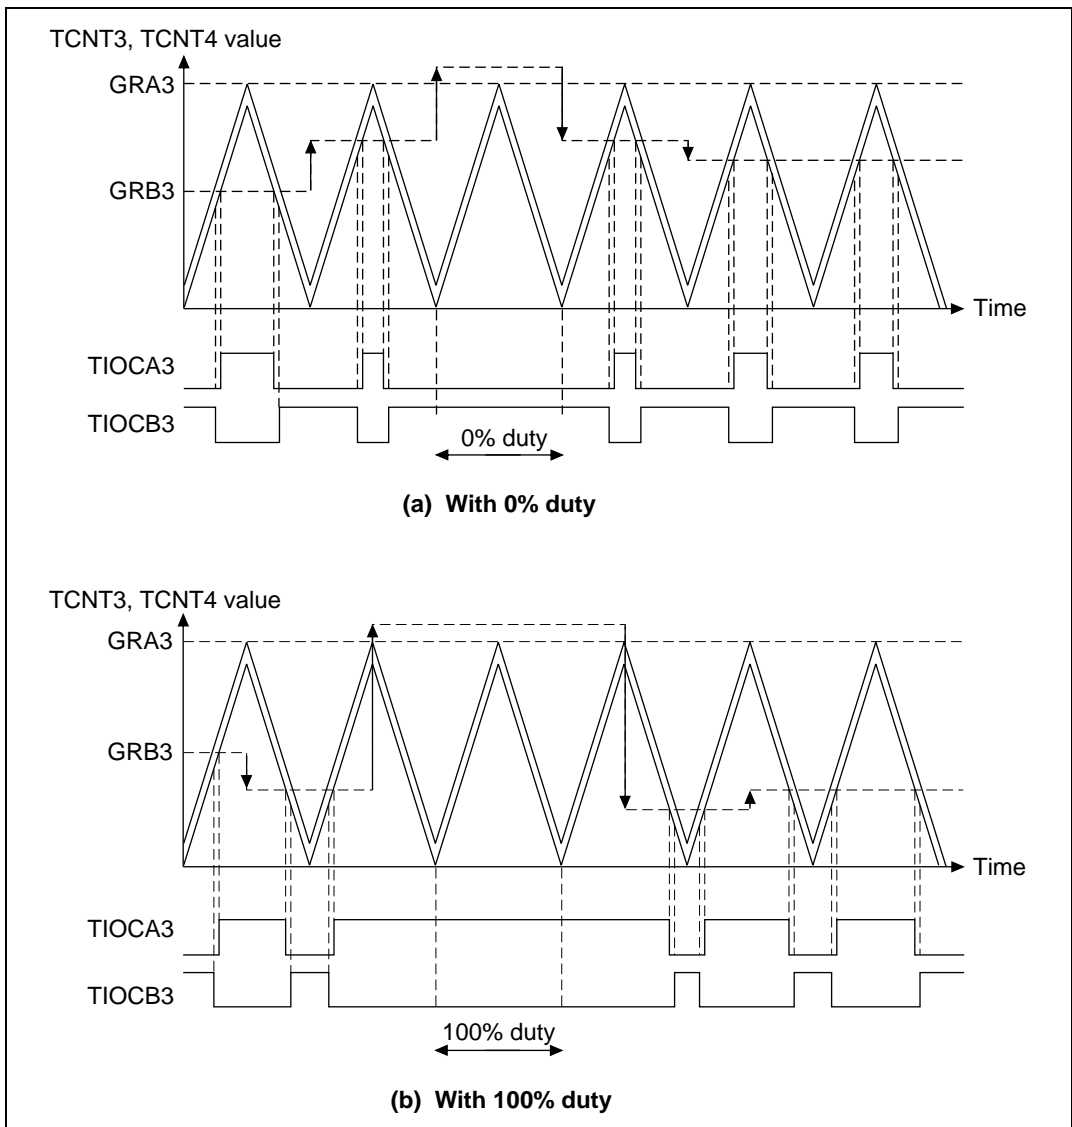 TCNT3, TCNT4 value
GRA3
GRB3
Time
TIOCA3
TIOCB3
0% duty
(a) With 0% duty
TCNT3, TCNT4 value
GRA3
GRB3
Time
TIOCA3
TIOCB3
100% duty
(b) With 100% duty